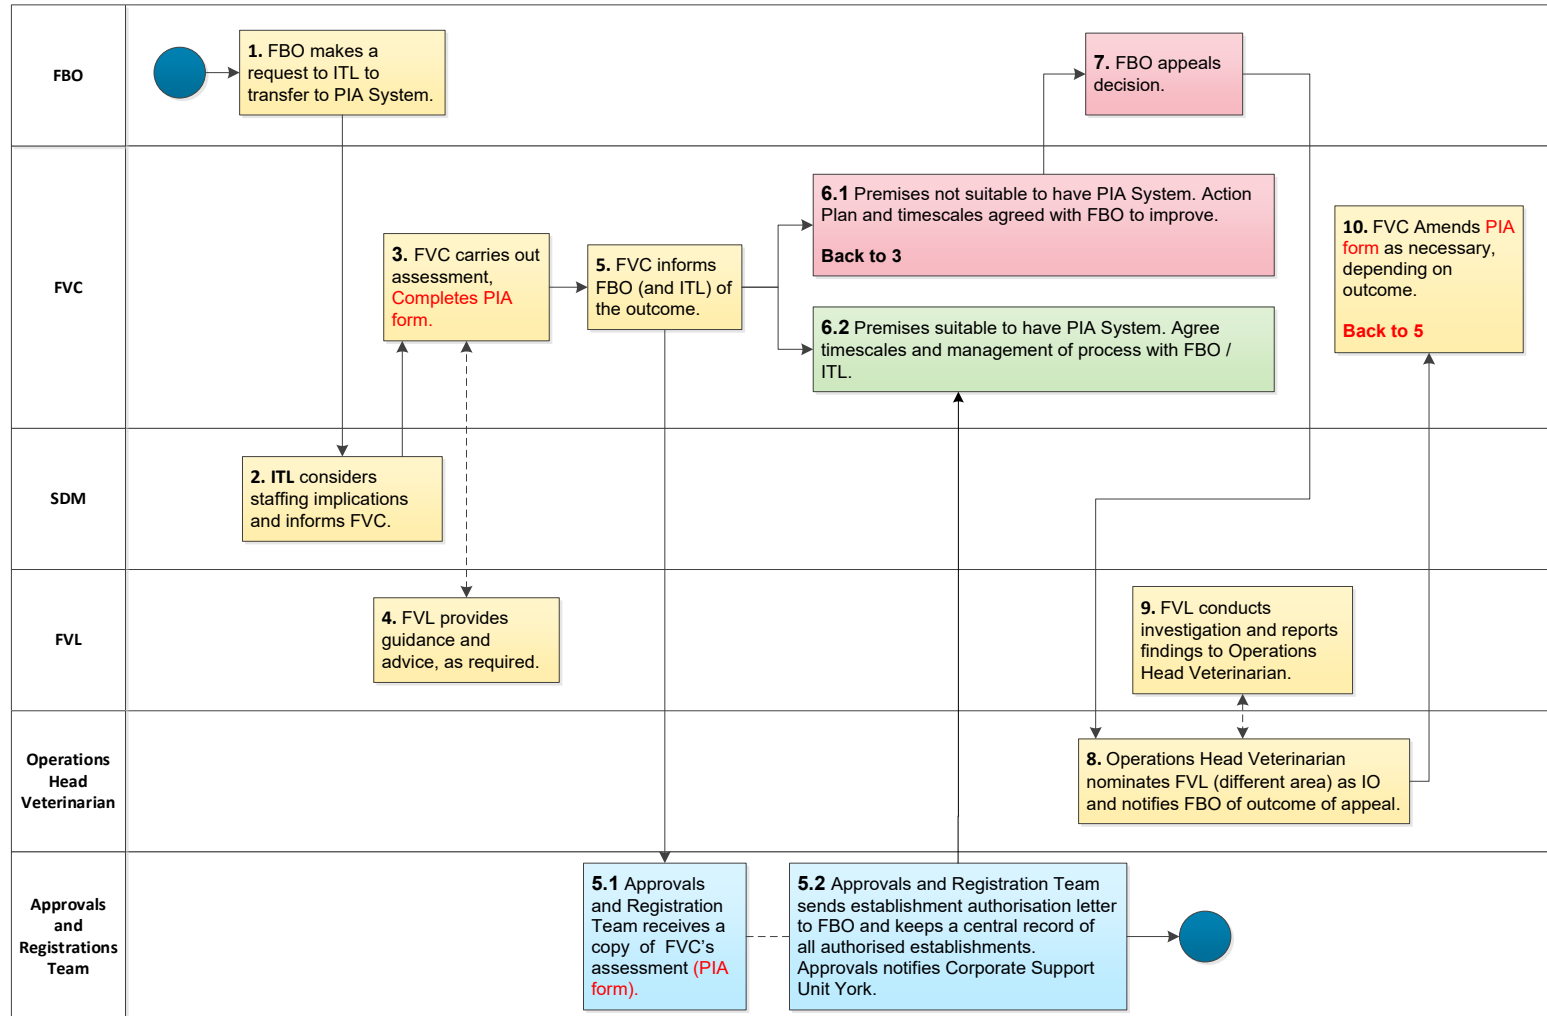 FBO
1. FBO makes a
request to ITL to
transfer to PIA System.
7. FBO appeals
decision.
FVC
3. FVC carries out
assessment,
Completes PIA
form.
5. FVC informs
FBO (and ITL) of
the outcome.
6.1 Premises not suitable to have PIA System. Action
Plan and timescales agreed with FBO to improve.
Back to 3
6.2 Premises suitable to have PIA System. Agree
timescales and management of process with FBO /
ITL.
10. FVC Amends PIA
form as necessary,
depending on
outcome.
Back to 5
SDM
2. ITL considers
staffing implications
and informs FVC.
FVL
4. FVL provides
guidance and
advice, as required.
9. FVL conducts
investigation and reports
findings to Operations
Head Veterinarian.
Operations
Head
Veterinarian
8. Operations Head Veterinarian
nominates FVL (different area) as IO
and notifies FBO of outcome of appeal.
Approvals
and
Registrations
Team
5.1 Approvals
and Registration
Team receives a
copy of FVC's
assessment (PIA
form).
5.2 Approvals and Registration Team
sends establishment authorisation letter
to FBO and keeps a central record of
all authorised establishments.
Approvals notifies Corporate Support
Unit York.